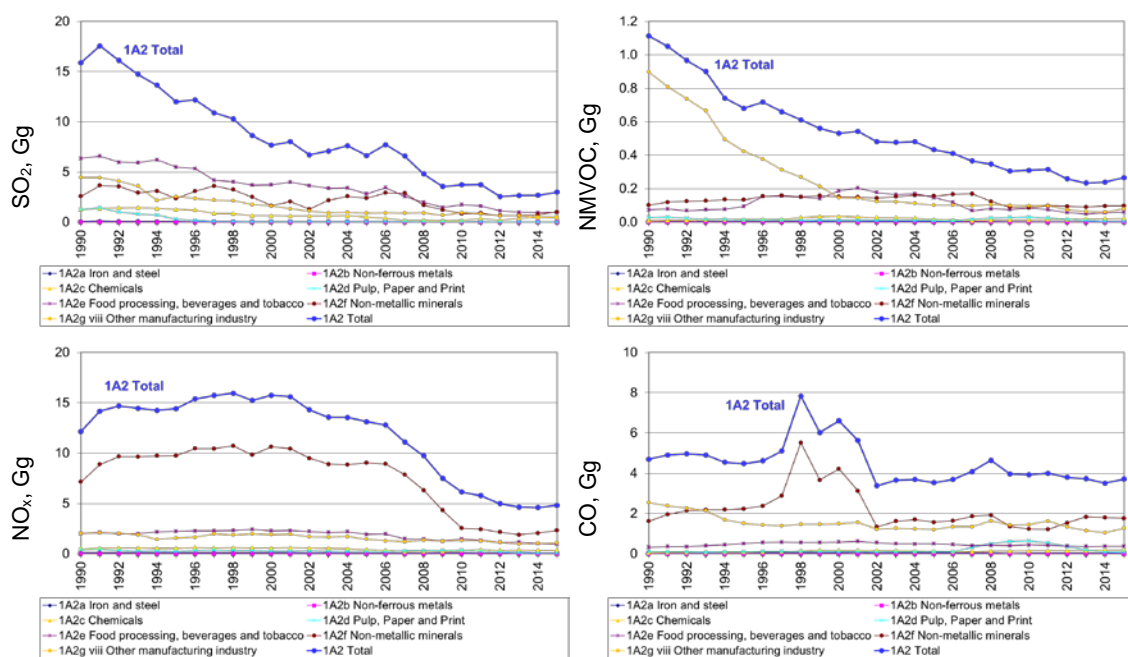 SO2, Gg
20
15
10
5
0
1A2 Total
1990
1992
1994
1996
1998
2000
2002
2004
2006
2008
2010
2012
2014
1A2a Iron and steel
1A2b Non-ferrous metals
1A2c Chemicals
1A2d Pulp, Paper and Print
1A2e Food processing, beverages and tobacco
1A2f Non-metallic minerals
1A2g viii Other manufacturing industry
1A2 Total
NMVOC, Gg
1.2
1.0
0.8
0.6
0.4
0.2
0.0
1A2 Total
1990
1992
1994
1996
1998
2000
2002
2004
2006
2008
2010
2012
2014
1A2a Iron and steel
1A2b Non-ferrous metals
1A2c Chemicals
1A2d Pulp, Paper and Print
1A2e Food processing, beverages and tobacco
1A2f Non-metallic minerals
1A2g viii Other manufacturing industry
1A2 Total
NOx, Gg
20
15
10
5
0
1A2 Total
1990
1992
1994
1996
1998
2000
2002
2004
2006
2008
2010
2012
2014
1A2a Iron and steel
1A2b Non-ferrous metals
1A2c Chemicals
1A2d Pulp, Paper and Print
1A2e Food processing, beverages and tobacco
1A2f Non-metallic minerals
1A2g viii Other manufacturing industry
1A2 Total
CO, Gg
10
8
6
4
2
0
1A2 Total
1990
1992
1994
1996
1998
2000
2002
2004
2006
2008
2010
2012
2014
1A2a Iron and steel
1A2b Non-ferrous metals
1A2c Chemicals
1A2d Pulp, Paper and Print
1A2e Food processing, beverages and tobacco
1A2f Non-metallic minerals
1A2g viii Other manufacturing industry
1A2 Total